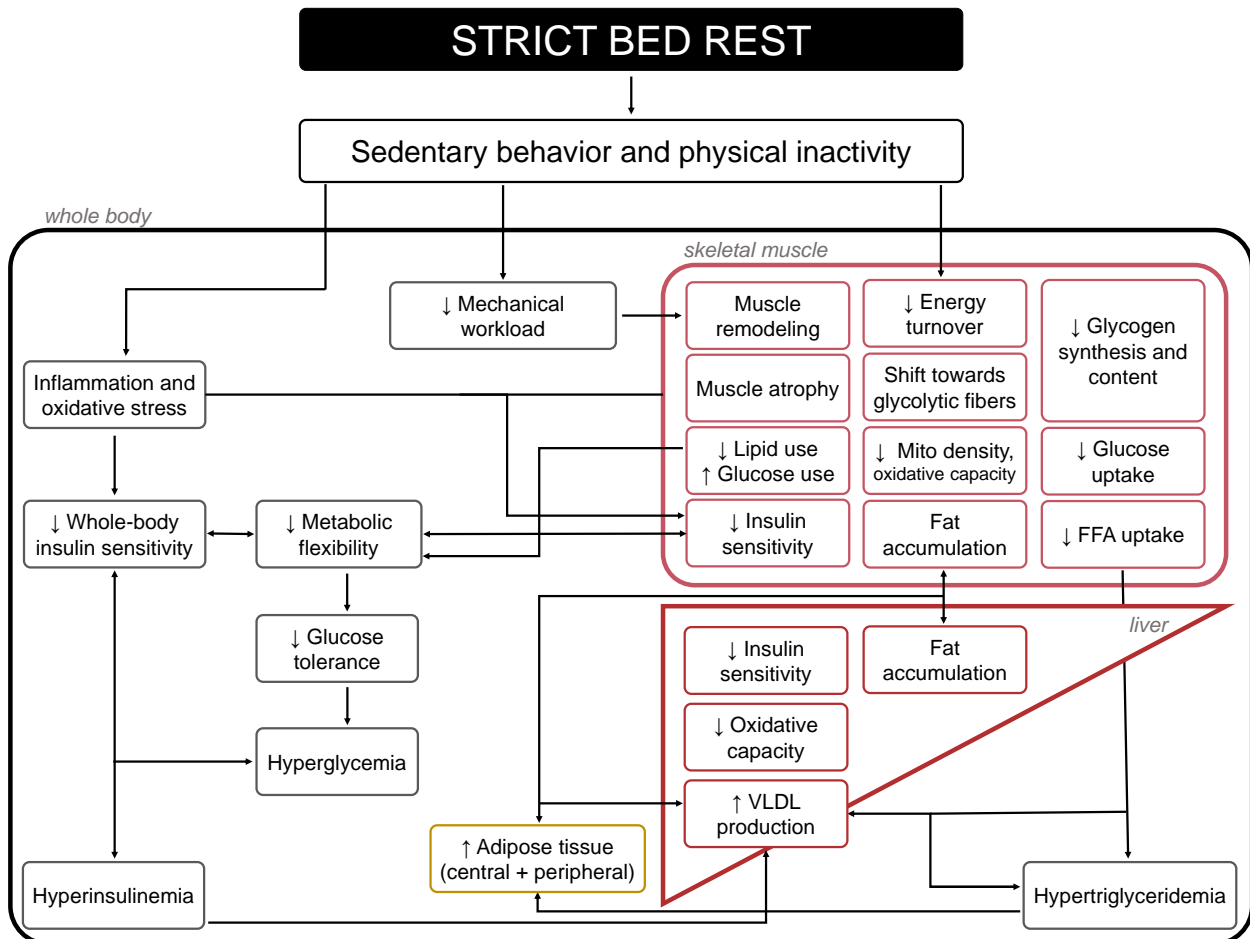 STRICT BED REST
Sedentary behavior and physical inactivity
whole body
skeletal muscle
↓ Mechanical
workload
Muscle
remodeling
↓ Energy
turnover
↓ Glycogen
synthesis and
content
Inflammation and
oxidative stress
Muscle atrophy
Shift towards
glycolytic fibers
↓ Lipid use
↑ Glucose use
↓ Mito density,
oxidative capacity
↓ Glucose
uptake
↓ Whole-body
insulin sensitivity
↓ Metabolic
flexibility
↓ Insulin
sensitivity
Fat
accumulation
↓ FFA uptake
↓ Glucose
tolerance
↓ Insulin
sensitivity
Fat
accumulation
liver
↓ Oxidative
capacity
Hyperglycemia
↑ VLDL
production
↑ Adipose tissue
(central + peripheral)
Hyperinsulinemia
Hypertriglyceridemia